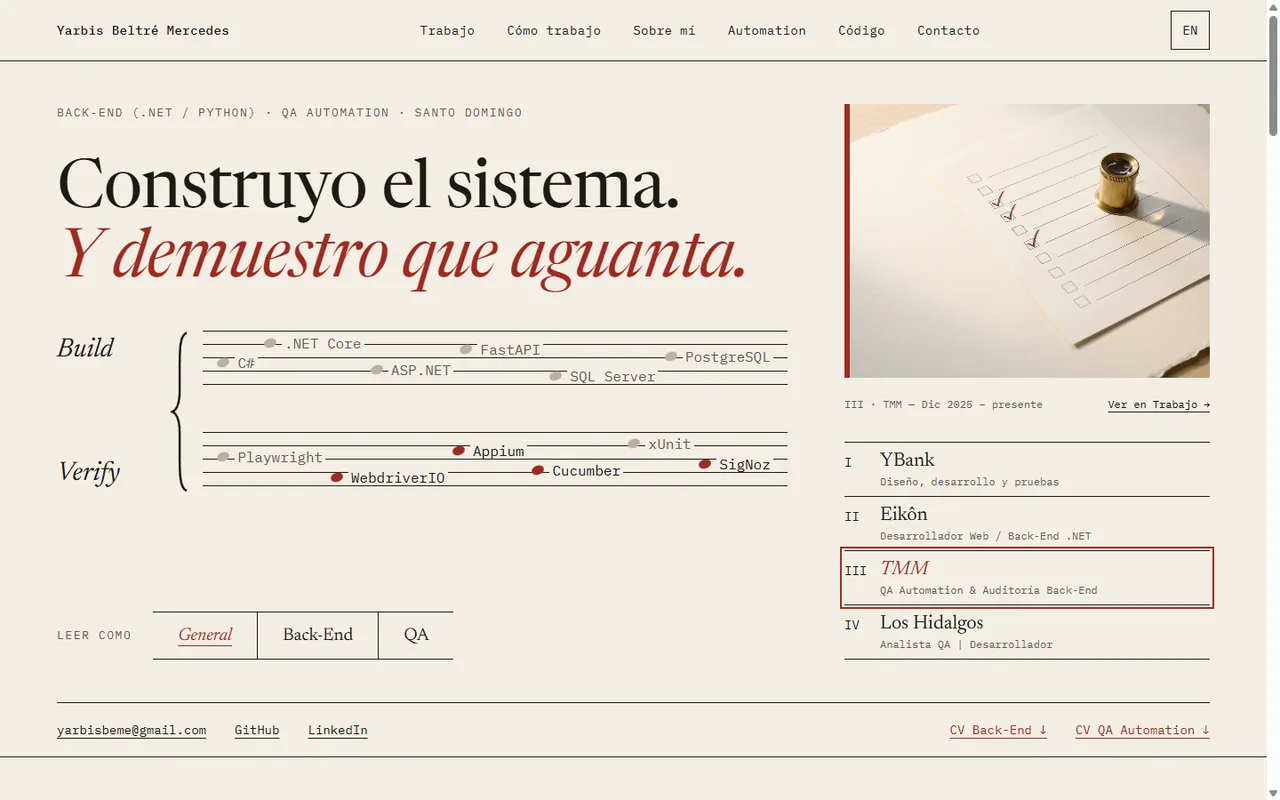 Yarbis Beltré Mercedes
Trabajo Cómo trabajo Sobre mí Automation Código Contacto
EN
BACK-END (.NET / PYTHON) · QA AUTOMATION · SANTO DOMINGO
Construyo el sistema.
Y demuestro que aguanta.
Build
.NET Core
FastAPI
PostgreSQL
C#
ASP.NET
SQL Server
Verify
Playwright
Appium
xUnit
WebdriverIO
Cucumber
SigNoz
LEER COMO
General
Back-End
QA
III · TMM — Dic 2025 – presente
Ver en Trabajo →
I YBank
Diseño, desarrollo y pruebas
II Eikôn
Desarrollador Web / Back-End .NET
III TMM
QA Automation & Auditoría Back-End
IV Los Hidalgos
Analista QA | Desarrollador
yarbisbeme@gmail.com GitHub LinkedIn
CV Back-End ↓ CV QA Automation ↓